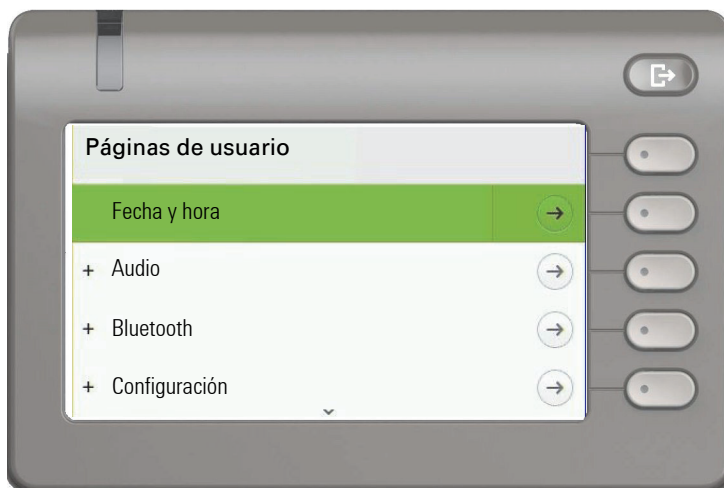 Páginas de usuario
Fecha y hora
+ Audio
+ Bluetooth
+ Configuración